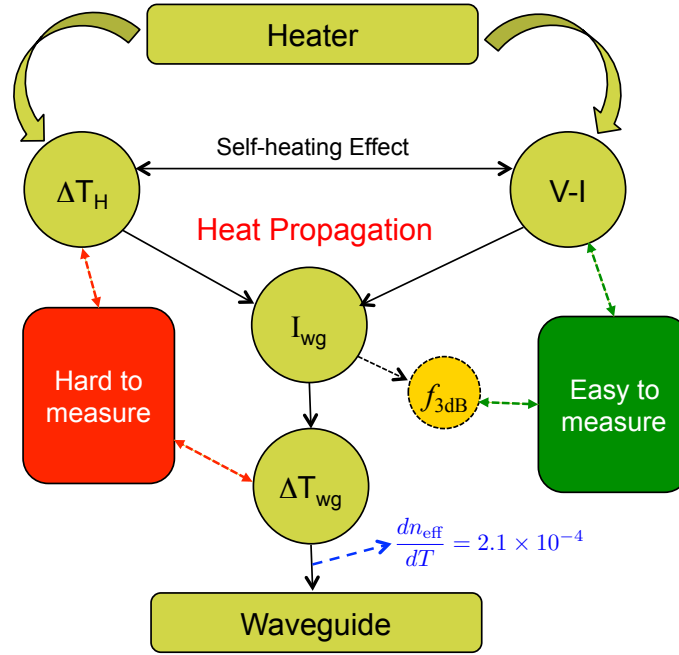 Heater
Self-heating Effect
ΔT_H
V-I
Heat Propagation
I_wg
Hard to
measure
f_3dB
Easy to
measure
ΔT_wg
dn_eff/dT = 2.1 × 10^−4
Waveguide